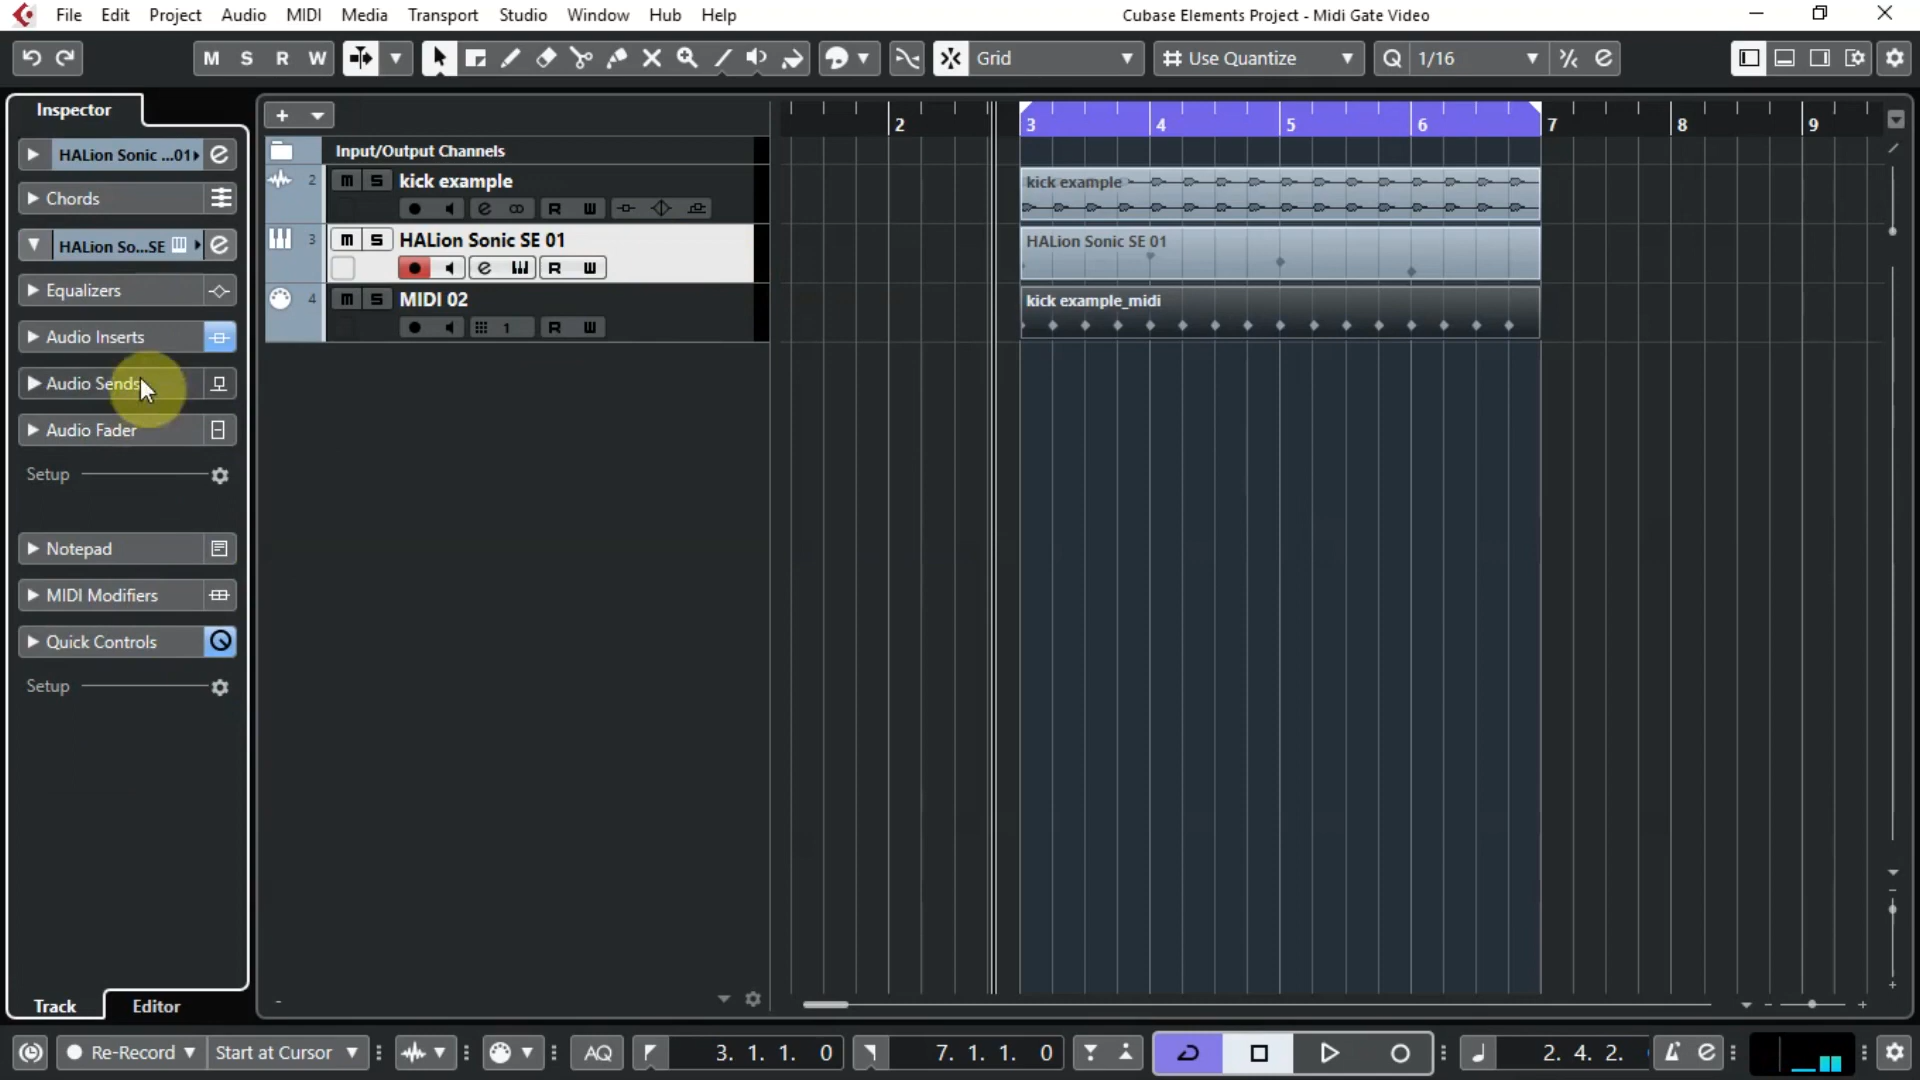 File Edit Project Audio MIDI Media Transport Studio Window Hub Help
Cubase Elements Project - Midi Gate Video
M S R W
Grid
Use Quantize
Q 1/16
Inspector
HALion Sonic ...01
Chords
HALion So...SE
Equalizers
Audio Inserts
Audio Sends
Audio Fader
Setup
Notepad
MIDI Modifiers
Quick Controls
Setup
Track Editor
Input/Output Channels
2 m S kick example
e R W
3 m S HALion Sonic SE 01
e R W
4 m S MIDI 02
1 R W
2 3 4 5 6 7 8 9
kick example
HALion Sonic SE 01
kick example_midi
Re-Record Start at Cursor AQ 3. 1. 1. 0 7. 1. 1. 0 2. 4. 2.